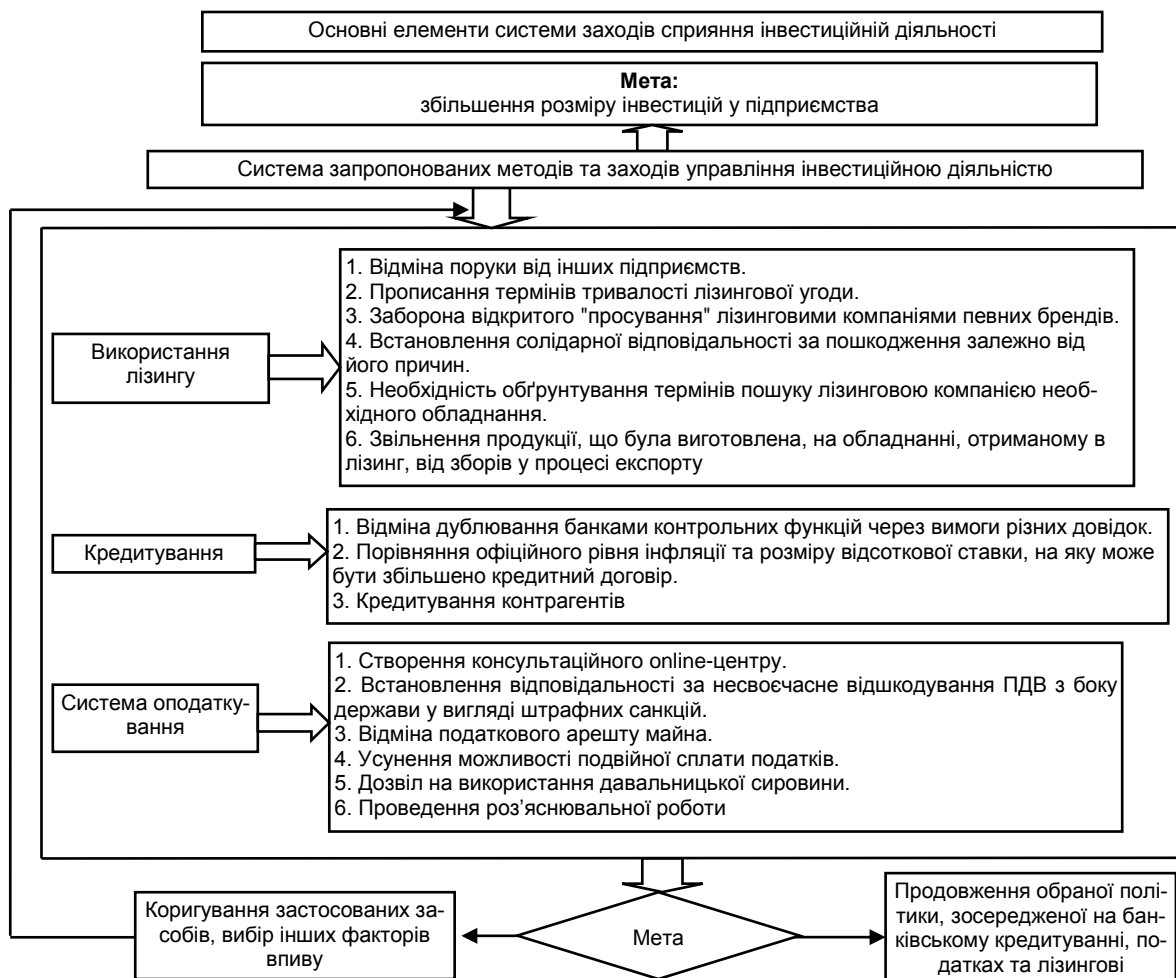 Основні елементи системи заходів сприяння інвестиційній діяльності
Мета:
збільшення розміру інвестицій у підприємства
Система запропонованих методів та заходів управління інвестиційною діяльністю
Використання
лізингу
1. Відміна поруки від інших підприємств.
2. Прописання термінів тривалості лізингової угоди.
3. Заборона відкритого "просування" лізинговими компаніями певних брендів.
4. Встановлення солідарної відповідальності за пошкодження залежно від
його причин.
5. Необхідність обґрунтування термінів пошуку лізинговою компанією необ-
хідного обладнання.
6. Звільнення продукції, що була виготовлена, на обладнанні, отриманому в
лізинг, від зборів у процесі експорту
Кредитування
1. Відміна дублювання банками контрольних функцій через вимоги різних довідок.
2. Порівняння офіційного рівня інфляції та розміру відсоткової ставки, на яку може
бути збільшено кредитний договір.
3. Кредитування контрагентів
Система оподатку-
вання
1. Створення консультаційного online-центру.
2. Встановлення відповідальності за несвоєчасне відшкодування ПДВ з боку
держави у вигляді штрафних санкцій.
3. Відміна податкового арешту майна.
4. Усунення можливості подвійної сплати податків.
5. Дозвіл на використання давальницької сировини.
6. Проведення роз’яснювальної роботи
Коригування застосованих за-
собів, вибір інших факторів
впливу
Мета
Продовження обраної полі-
тики, зосередженої на бан-
ківському кредитуванні, по-
датках та лізингові